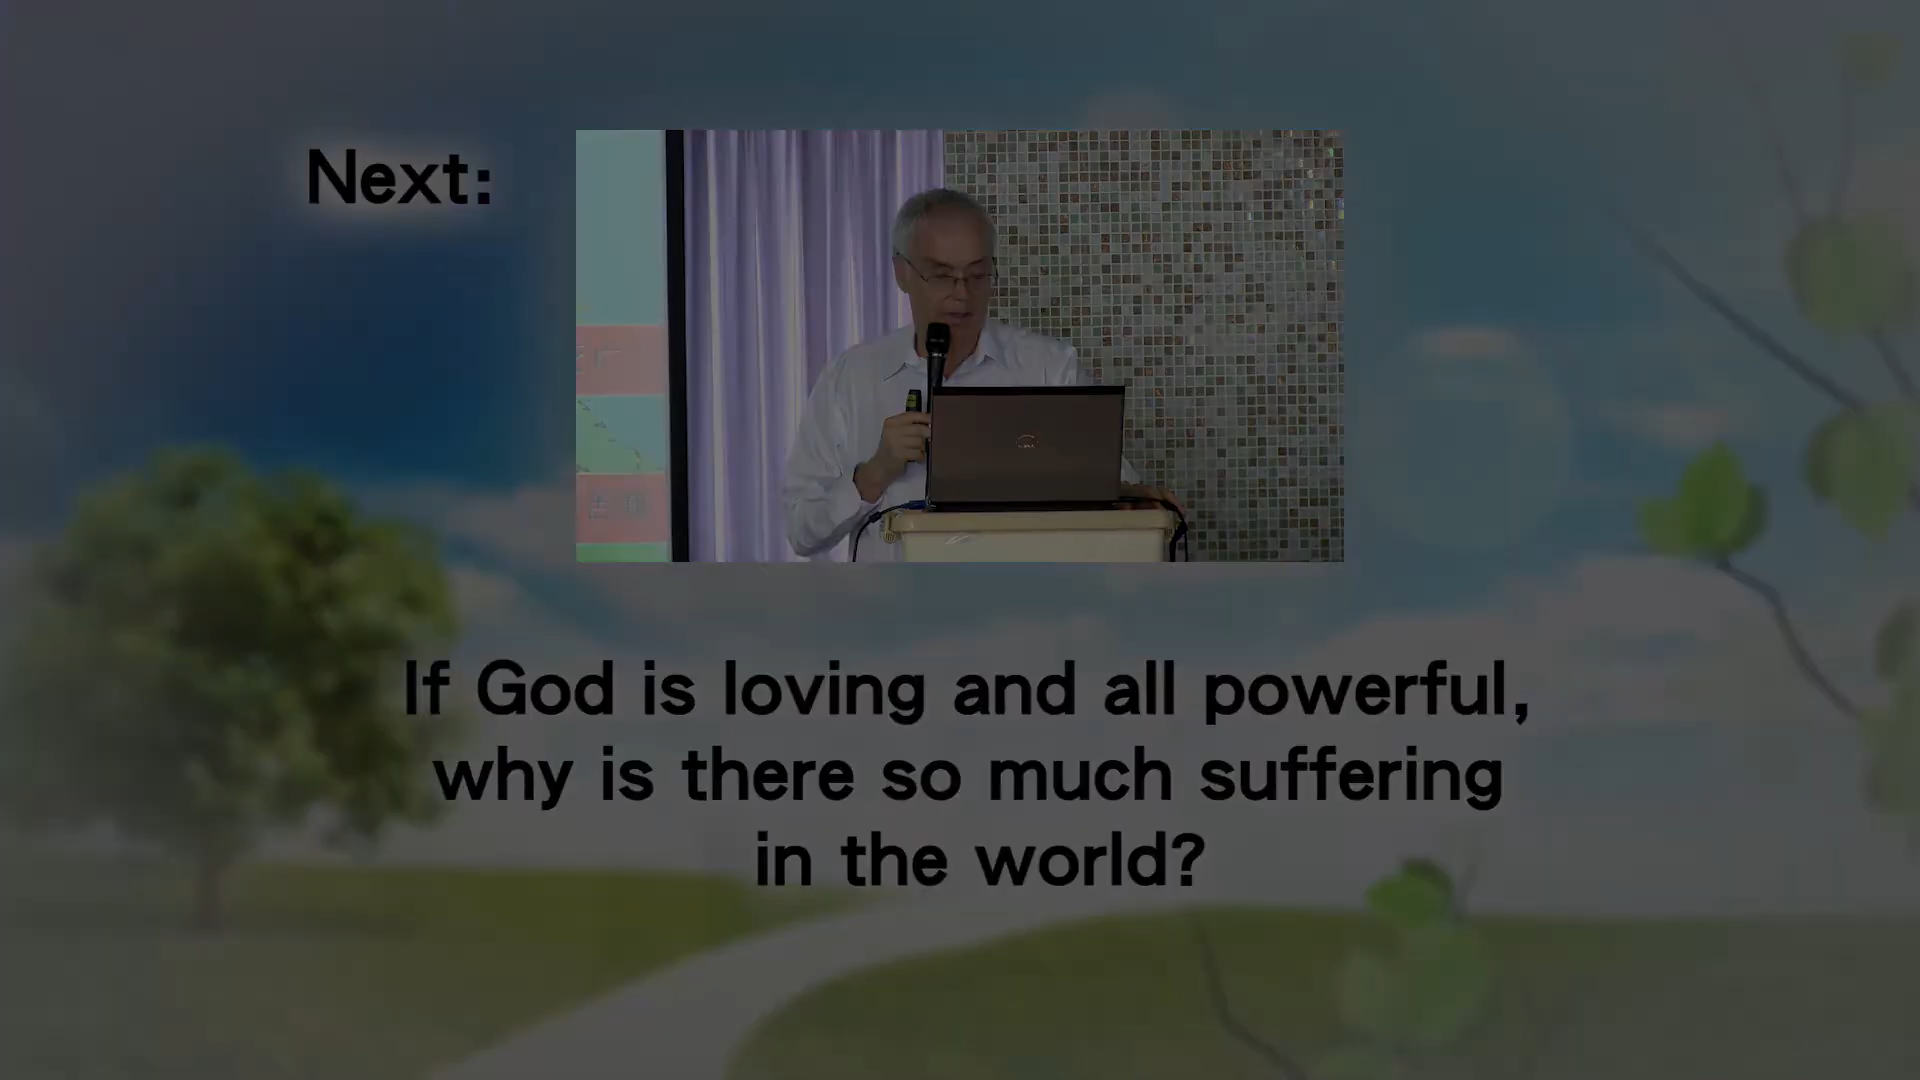 Next:
If God is loving and all powerful,
why is there so much suffering
in the world?